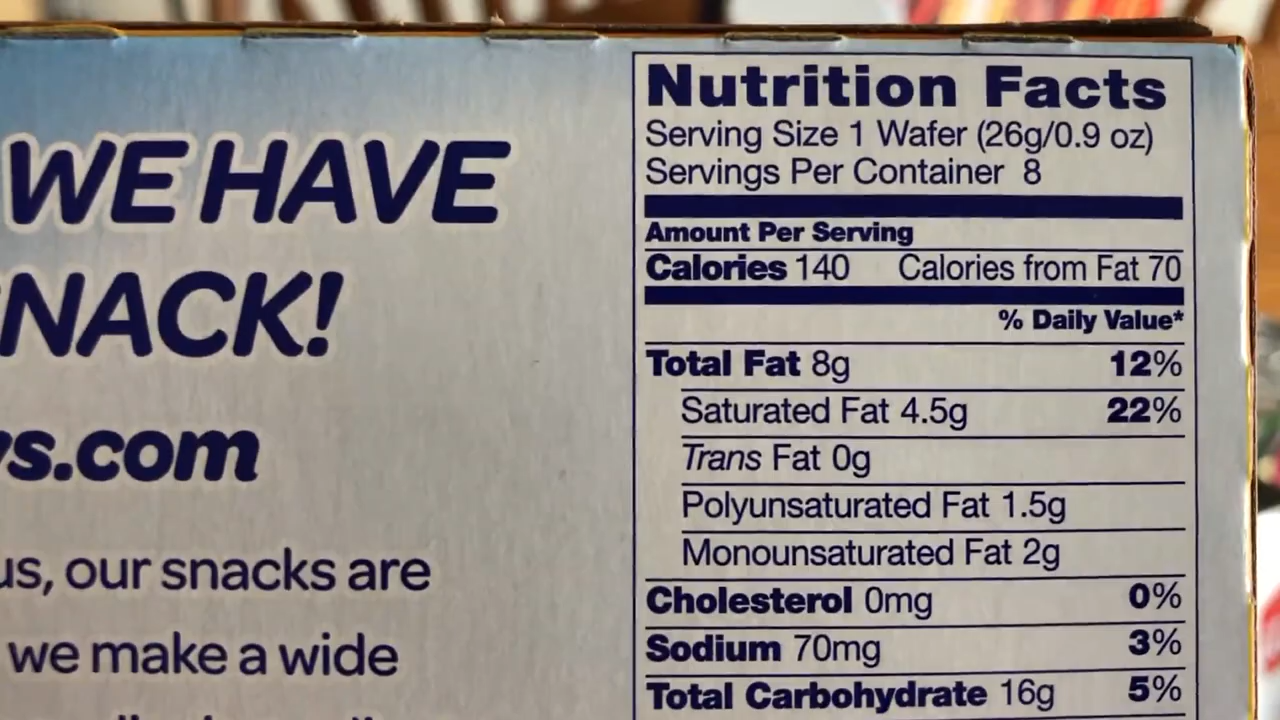 WE HAVE
NACK!
s.com
us, our snacks are
we make a wide
Nutrition Facts
Serving Size 1 Wafer (26g/0.9 oz)
Servings Per Container 8
Amount Per Serving
Calories 140 Calories from Fat 70
% Daily Value*
Total Fat 8g 12%
Saturated Fat 4.5g 22%
Trans Fat 0g
Polyunsaturated Fat 1.5g
Monounsaturated Fat 2g
Cholesterol 0mg 0%
Sodium 70mg 3%
Total Carbohydrate 16g 5%